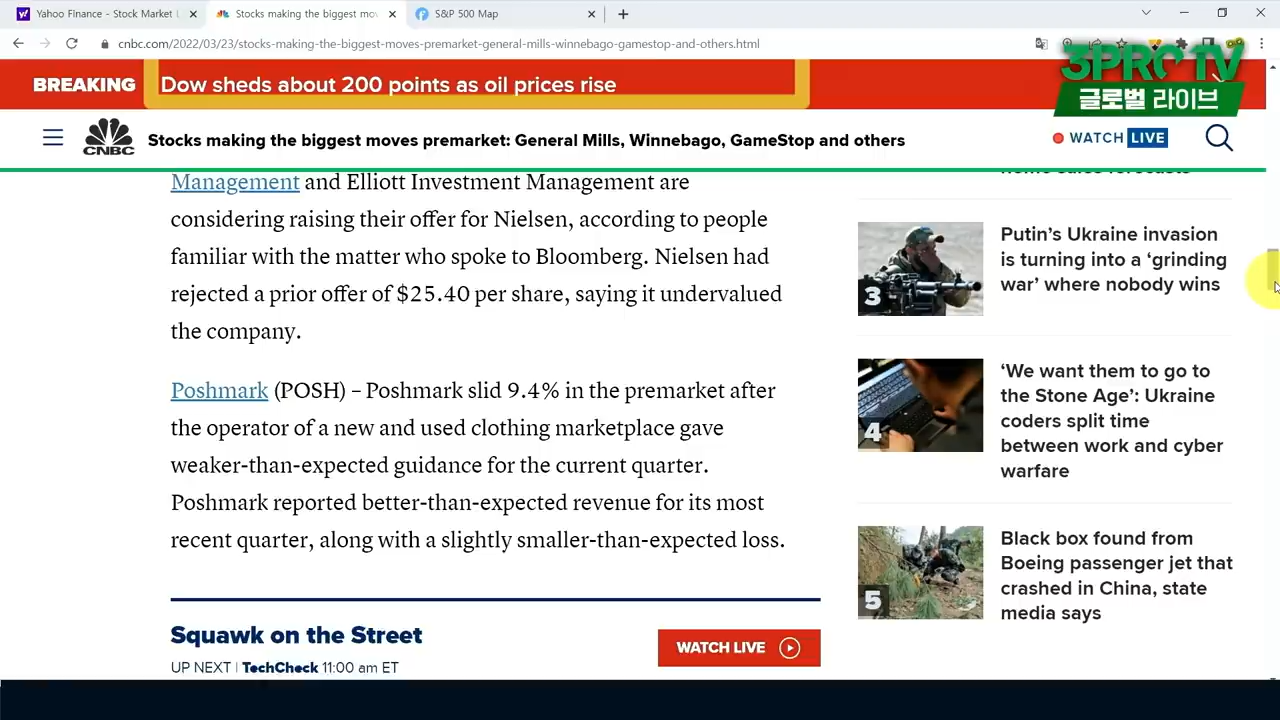 Yahoo Finance - Stock Market L
Stocks making the biggest mov
S&P 500 Map
cnbc.com/2022/03/23/stocks-making-the-biggest-moves-premarket-general-mills-winnebago-gamestop-and-others.html
3PRO TV
글로벌 라이브
BREAKING
Dow sheds about 200 points as oil prices rise
CNBC
Stocks making the biggest moves premarket: General Mills, Winnebago, GameStop and others
WATCH LIVE
Management and Elliott Investment Management are
considering raising their offer for Nielsen, according to people
familiar with the matter who spoke to Bloomberg. Nielsen had
rejected a prior offer of $25.40 per share, saying it undervalued
the company.
Poshmark (POSH) – Poshmark slid 9.4% in the premarket after
the operator of a new and used clothing marketplace gave
weaker-than-expected guidance for the current quarter.
Poshmark reported better-than-expected revenue for its most
recent quarter, along with a slightly smaller-than-expected loss.
Squawk on the Street
UP NEXT | TechCheck 11:00 am ET
WATCH LIVE
home sales forecasts
3
Putin's Ukraine invasion
is turning into a ‘grinding
war’ where nobody wins
4
‘We want them to go to
the Stone Age’: Ukraine
coders split time
between work and cyber
warfare
5
Black box found from
Boeing passenger jet that
crashed in China, state
media says